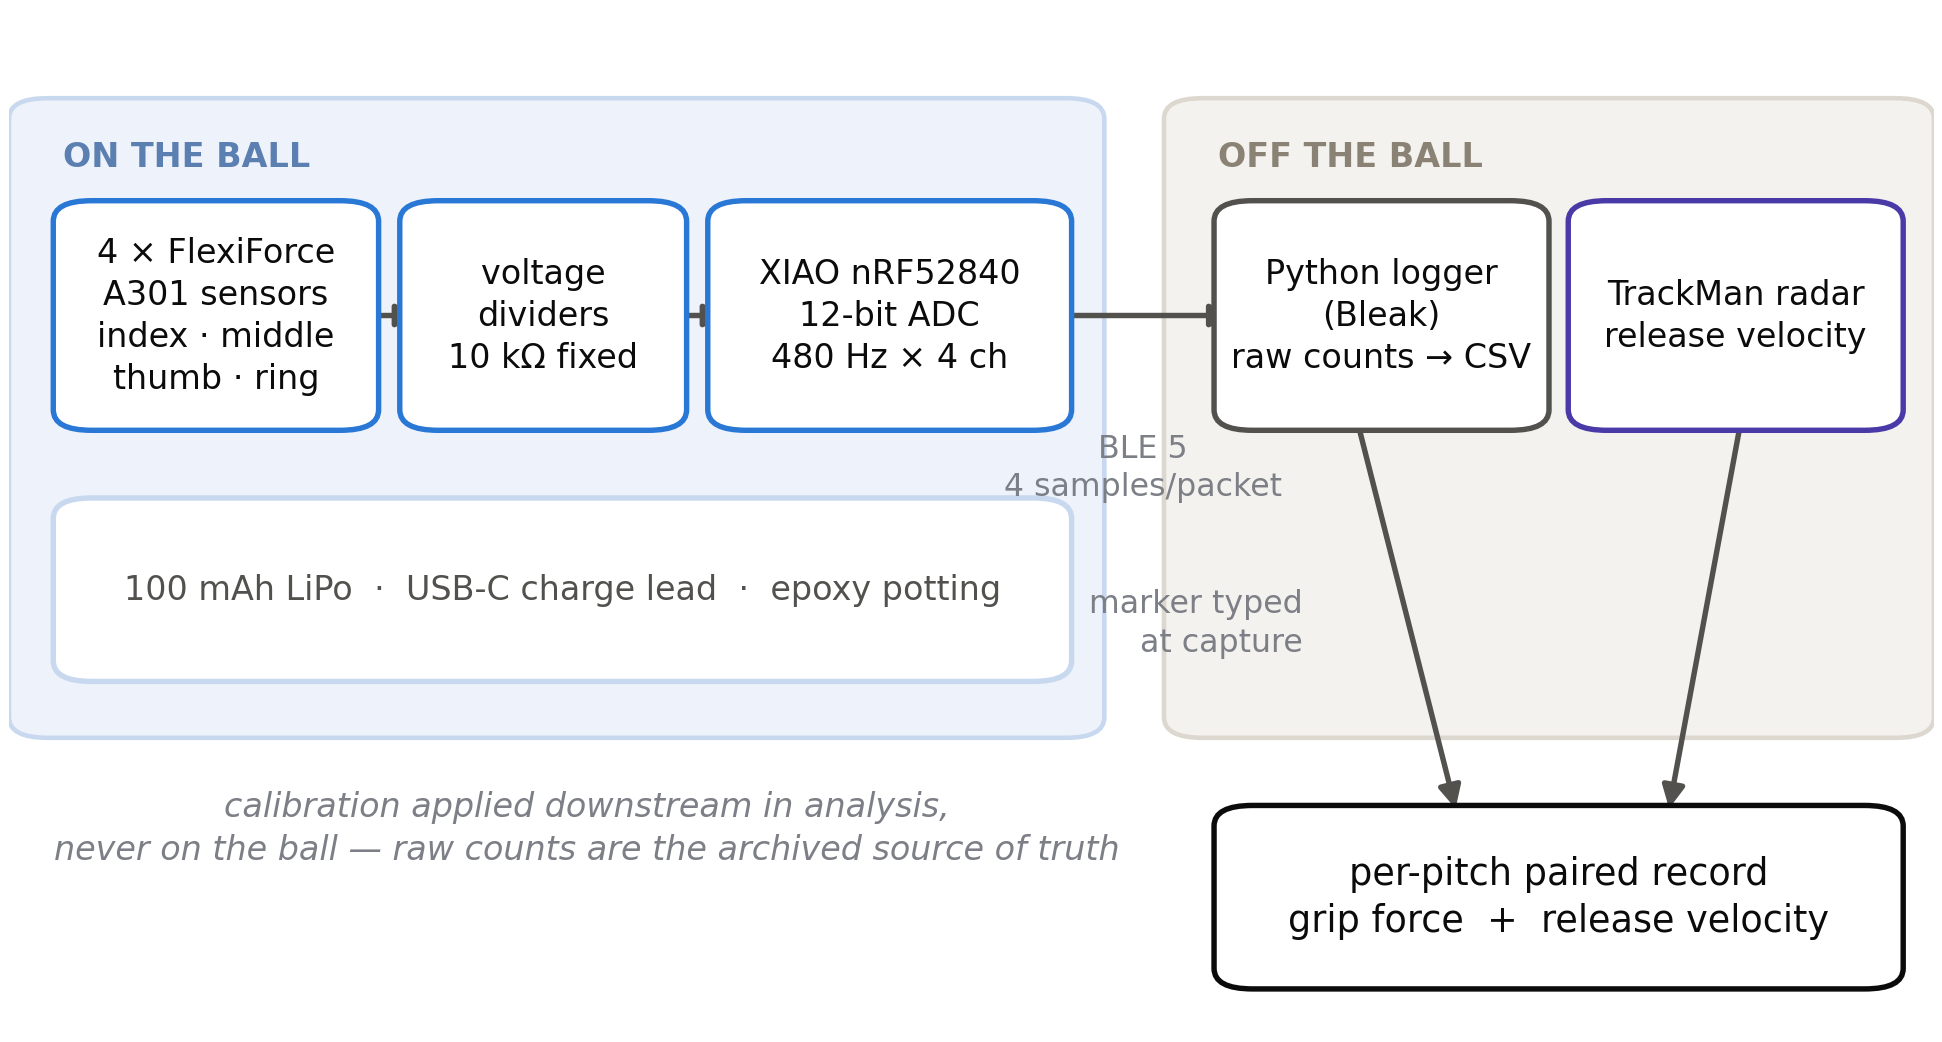 ON THE BALL
4 × FlexiForce
A301 sensors
index · middle
thumb · ring
voltage
dividers
10 kΩ fixed
XIAO nRF52840
12-bit ADC
480 Hz × 4 ch
BLE 5
4 samples/packet
100 mAh LiPo · USB-C charge lead · epoxy potting
OFF THE BALL
Python logger
(Bleak)
raw counts → CSV
TrackMan radar
release velocity
marker typed
at capture
calibration applied downstream in analysis,
never on the ball — raw counts are the archived source of truth
per-pitch paired record
grip force + release velocity